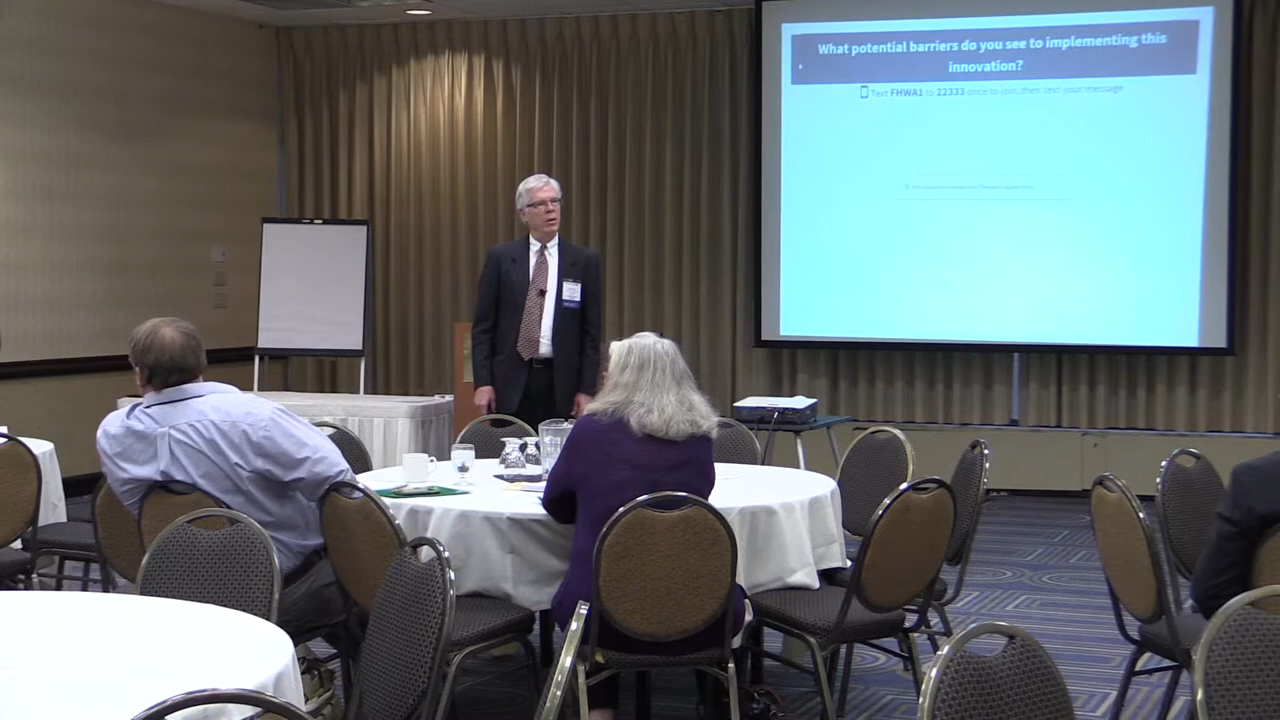 What potential barriers do you see to implementing this
innovation?
Text FHWA1 to 22333 once to join, then text your message